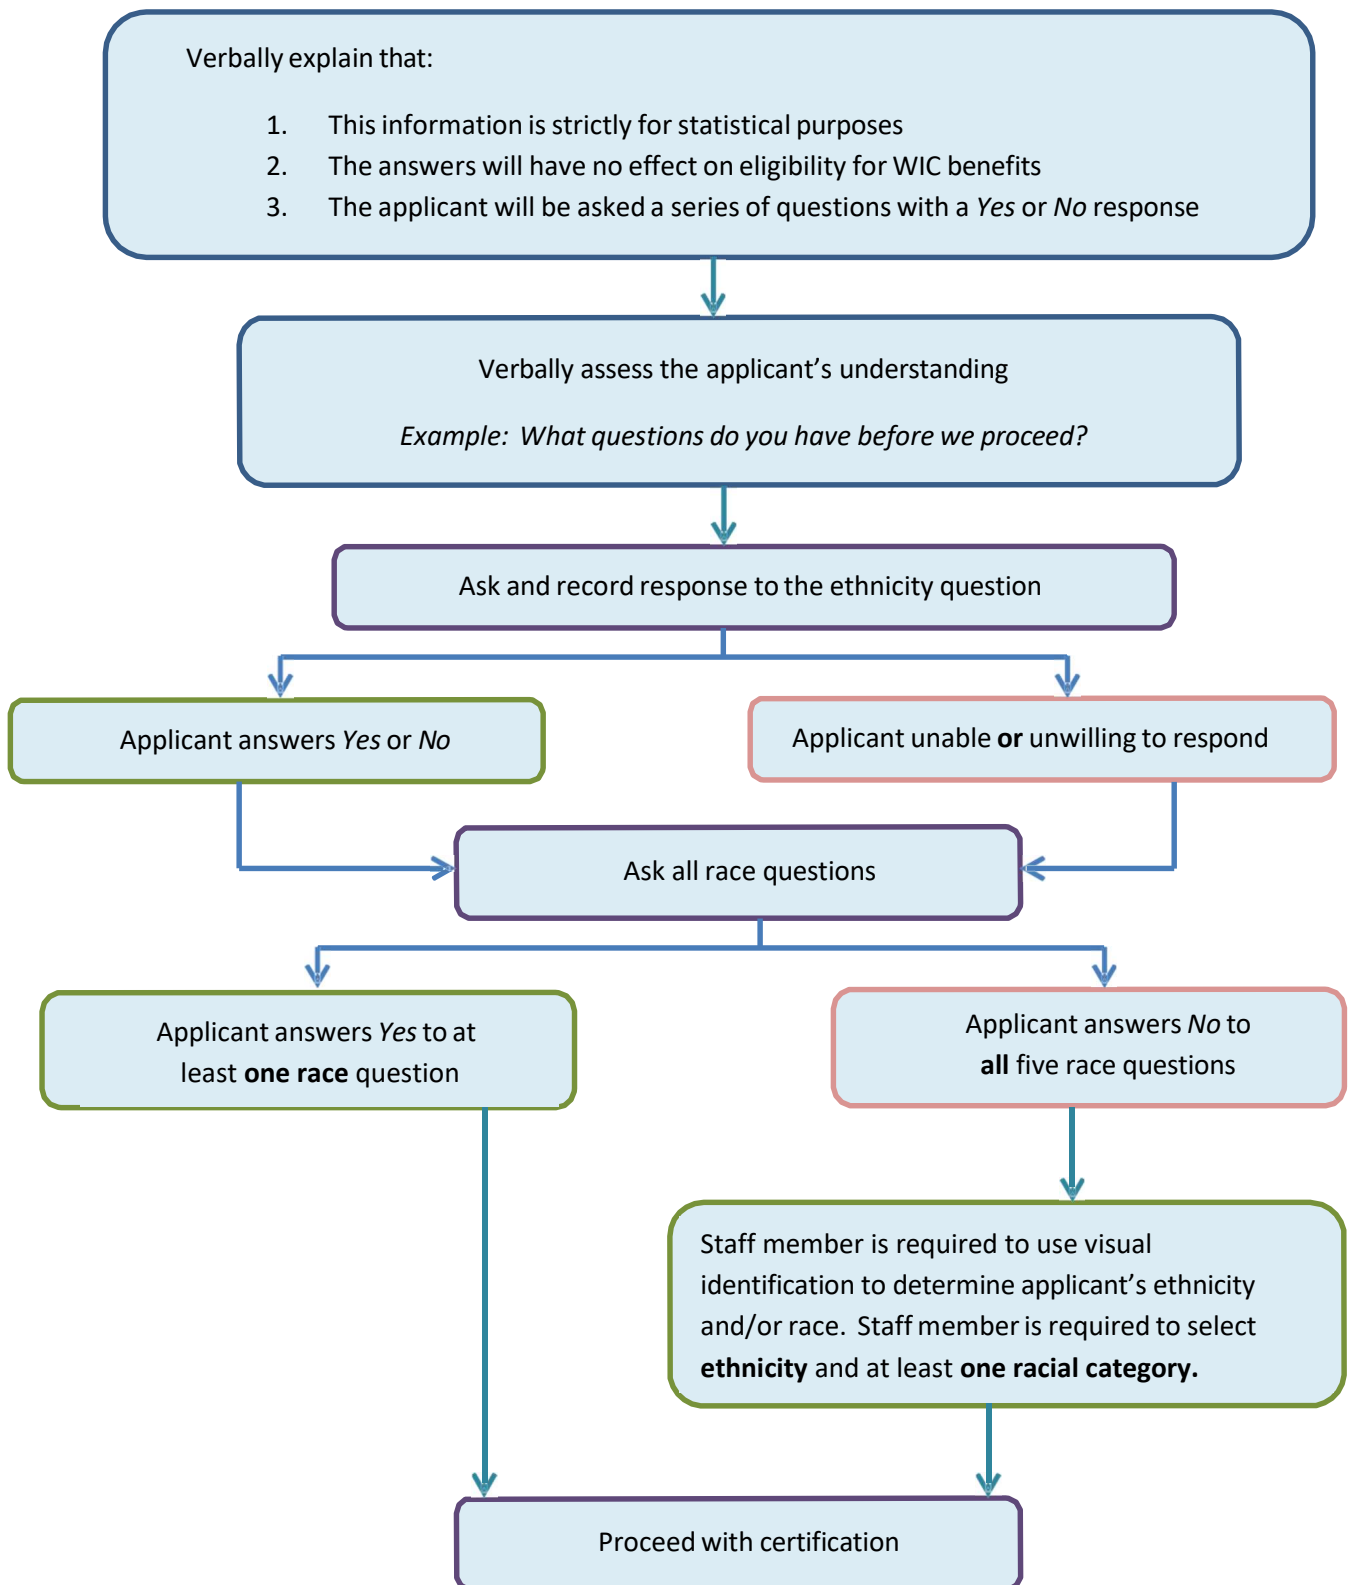 Verbally explain that:
1. This information is strictly for statistical purposes
2. The answers will have no effect on eligibility for WIC benefits
3. The applicant will be asked a series of questions with a Yes or No response
Verbally assess the applicant’s understanding
Example: What questions do you have before we proceed?
Ask and record response to the ethnicity question
Applicant answers Yes or No
Applicant unable or unwilling to respond
Ask all race questions
Applicant answers Yes to at
least one race question
Applicant answers No to
all five race questions
Staff member is required to use visual
identification to determine applicant’s ethnicity
and/or race. Staff member is required to select
ethnicity and at least one racial category.
Proceed with certification